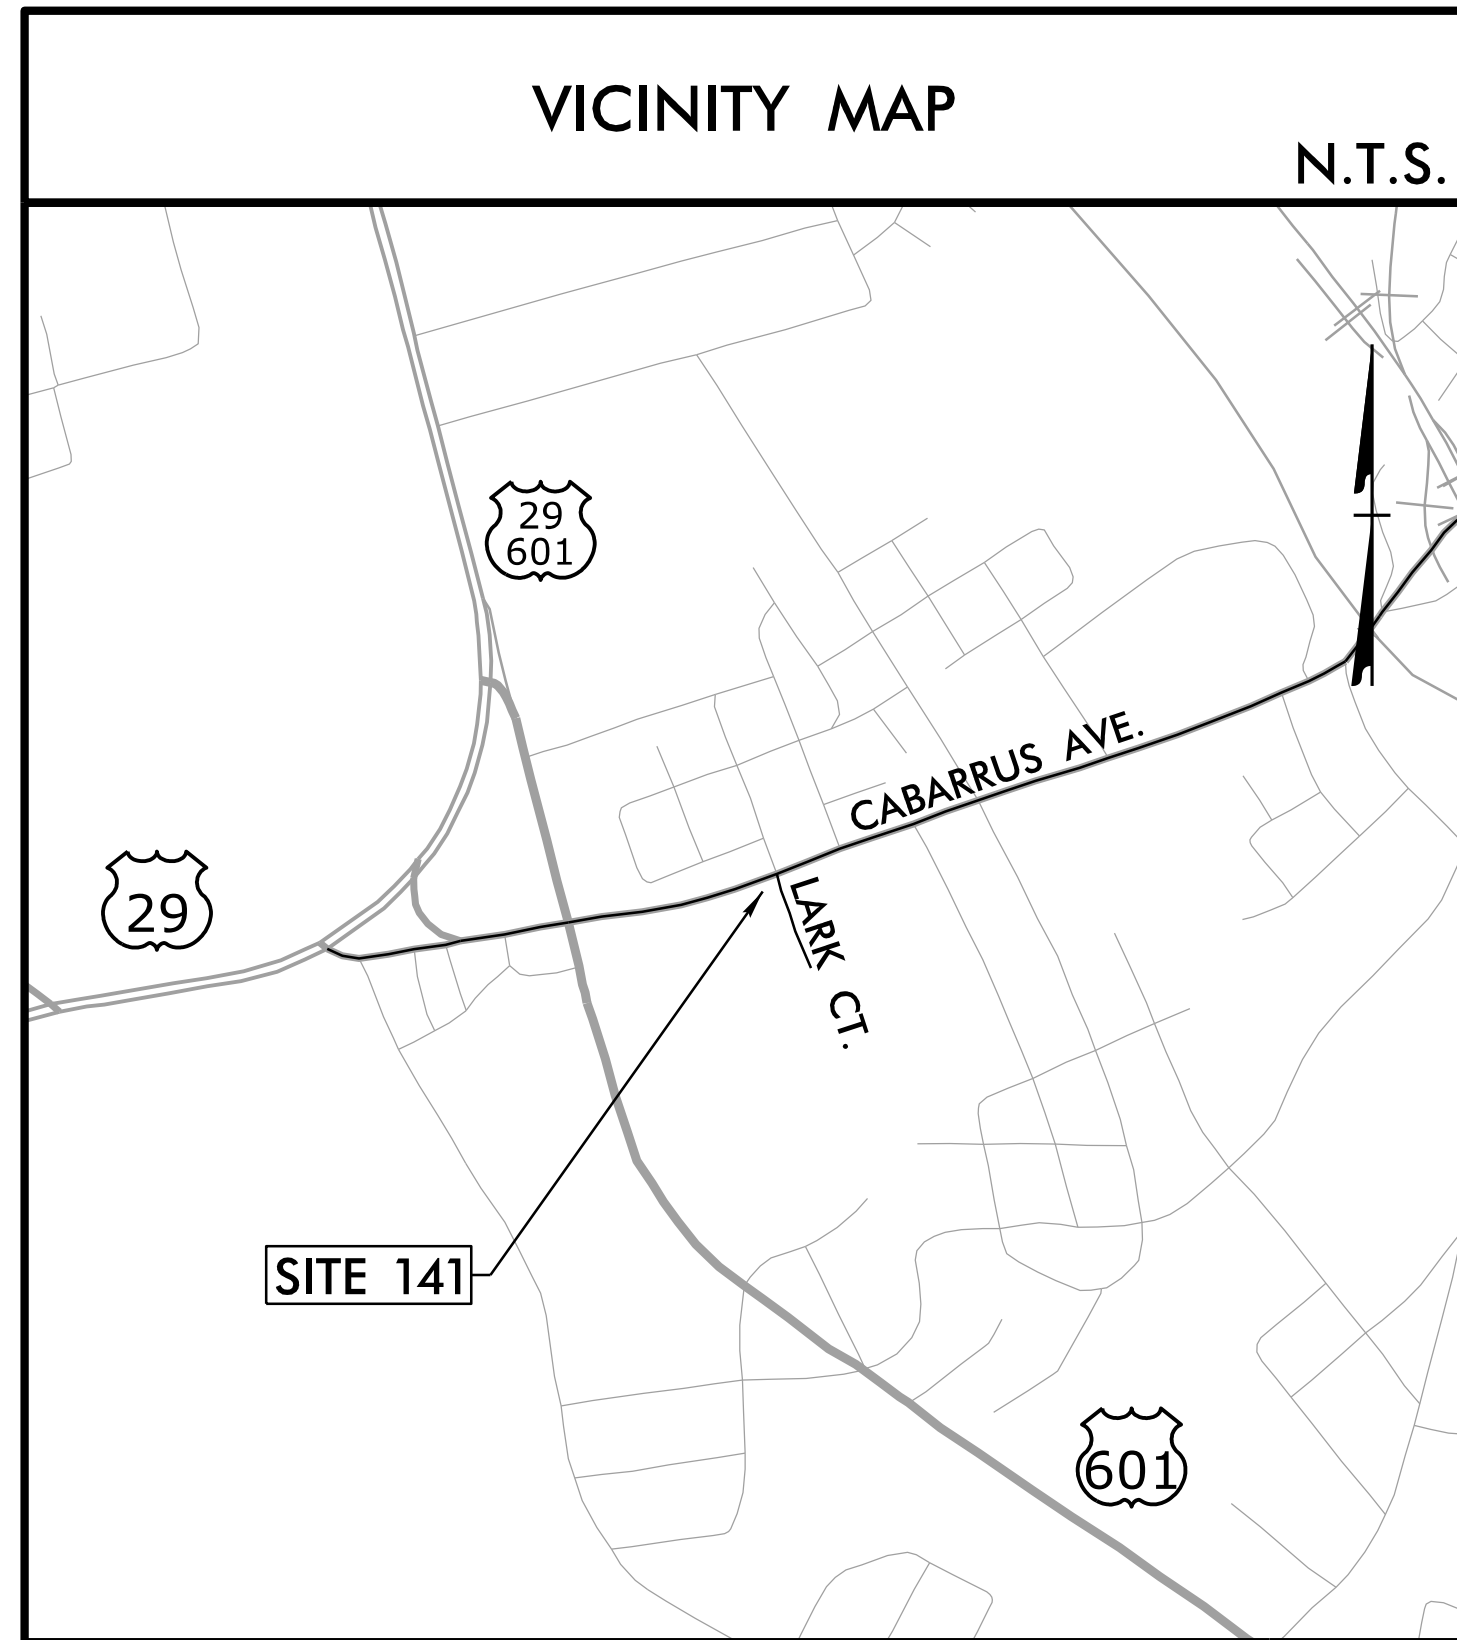 VICINITY MAP
N.T.S.
29
601
CABARRUS AVE.
29
LARK CT.
SITE 141
601